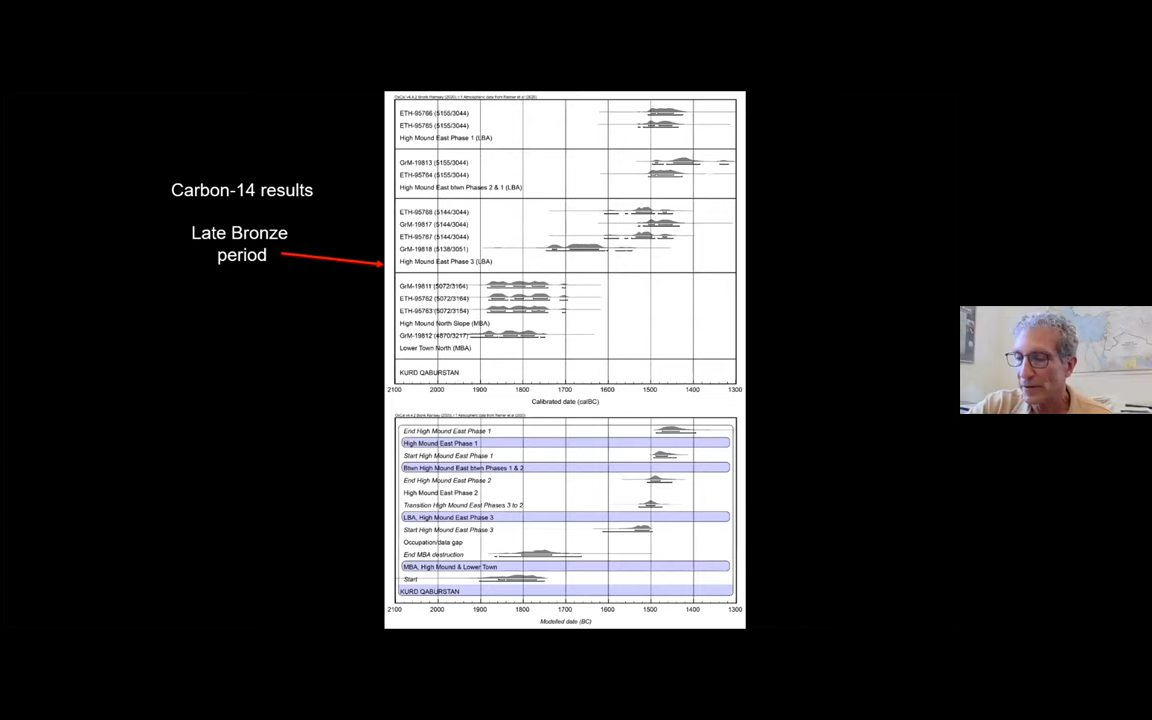 Carbon-14 results
Late Bronze
period
ETH-95766 (5155/3044)
ETH-95765 (5155/3044)
High Mound East Phase 1 (LBA)
GrM-19813 (5155/3044)
ETH-95764 (5155/3044)
High Mound East btwn Phases 2 & 1 (LBA)
ETH-95768 (5144/3044)
GrM-19817 (5144/3044)
ETH-95767 (5144/3044)
GrM-19818 (5138/3051)
High Mound East Phase 3 (LBA)
GrM-19811 (5072/3164)
ETH-95762 (5072/3164)
ETH-95763 (5072/3154)
High Mound North Slope (MBA)
GrM-19812 (4870/3217)
Lower Town North (MBA)
KURD QABURSTAN
2100 2000 1900 1800 1700 1600 1500 1400 1300
Calibrated date (calBC)
End High Mound East Phase 1
High Mound East Phase 1
Start High Mound East Phase 1
Btwn High Mound East btwn Phases 1 & 2
End High Mound East Phase 2
High Mound East Phase 2
Transition High Mound East Phases 3 to 2
LBA, High Mound East Phase 3
Start High Mound East Phase 3
Occupation/data gap
End MBA destruction
MBA, High Mound & Lower Town
Start
KURD QABURSTAN
2100 2000 1900 1800 1700 1600 1500 1400 1300
Modelled date (BC)